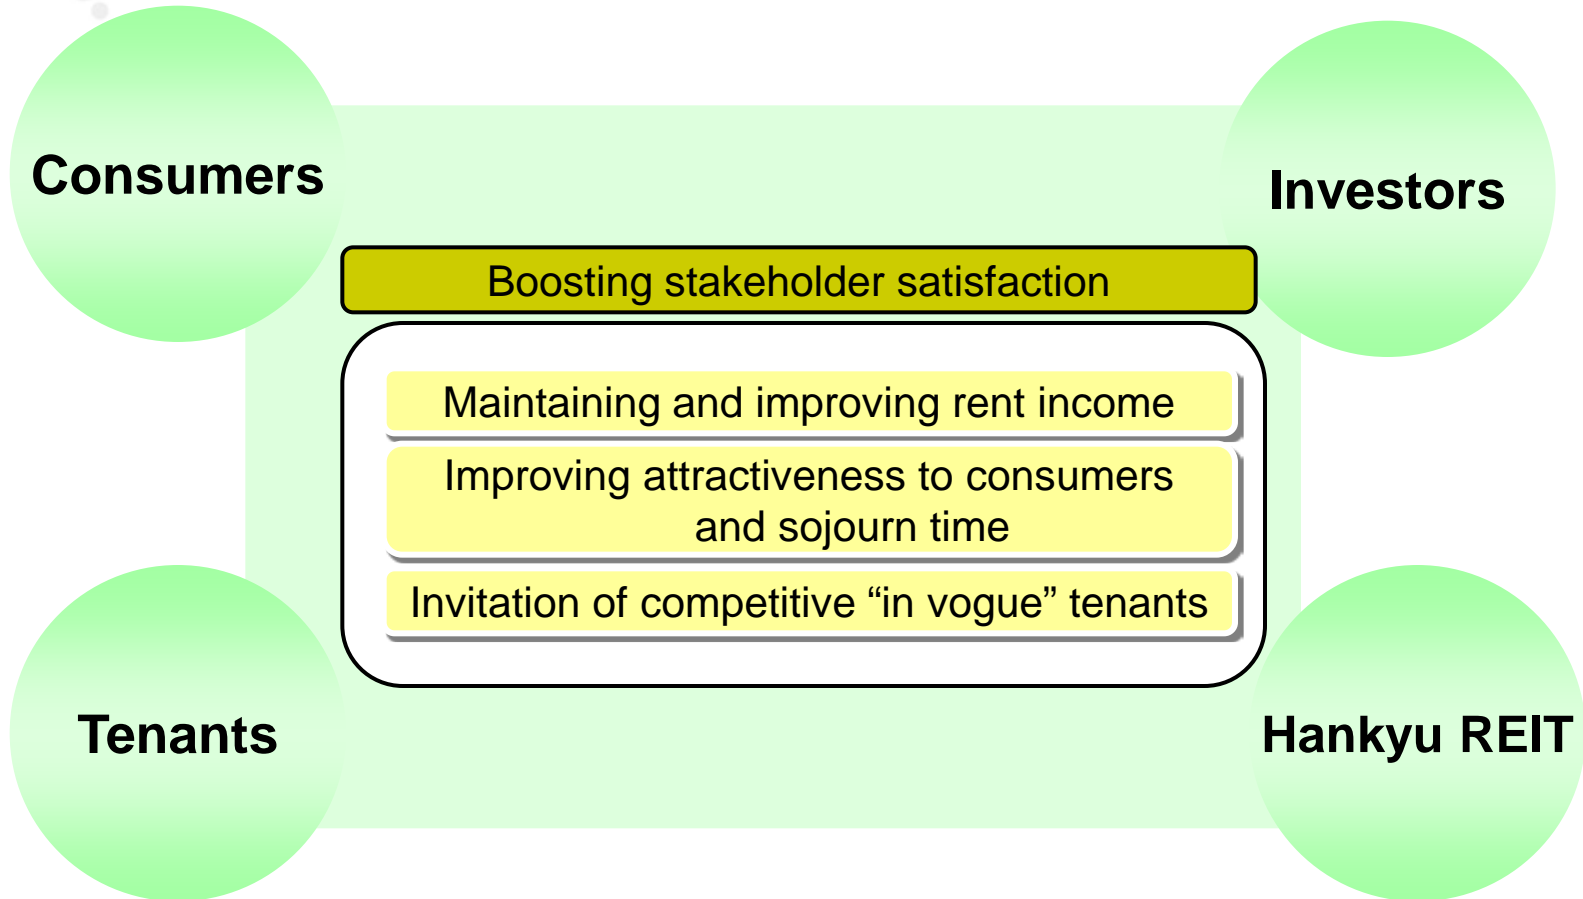 Consumers
Investors
Boosting stakeholder satisfaction
Maintaining and improving rent income
Improving attractiveness to consumers
and sojourn time
Invitation of competitive “in vogue” tenants
Tenants
Hankyu REIT